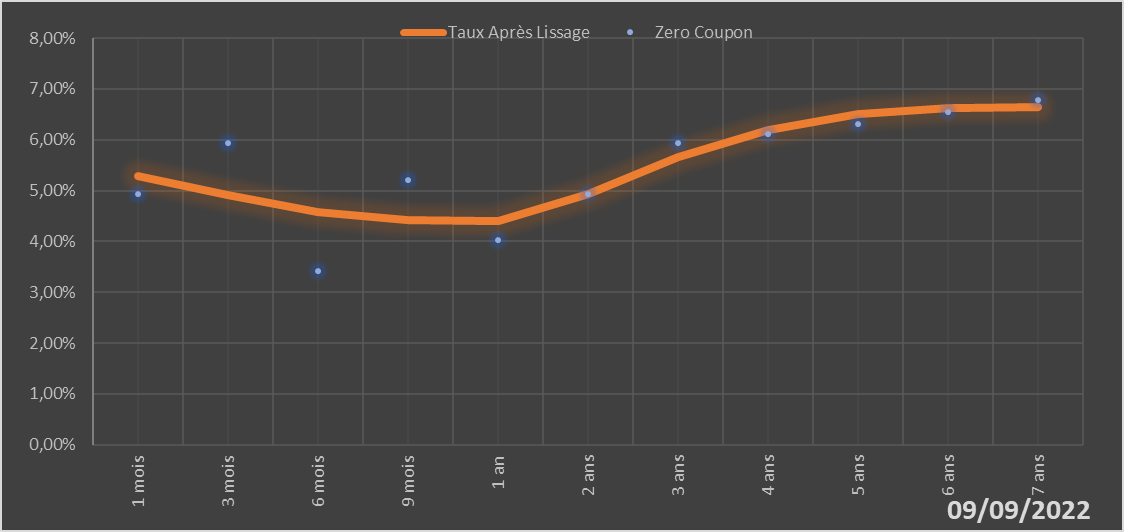 Taux Après Lissage Zero Coupon
8,00%
7,00%
6,00%
5,00%
4,00%
3,00%
2,00%
1,00%
0,00%
1 mois
3 mois
6 mois
9 mois
1 an
2 ans
3 ans
4 ans
5 ans
6 ans
7 ans
09/09/2022